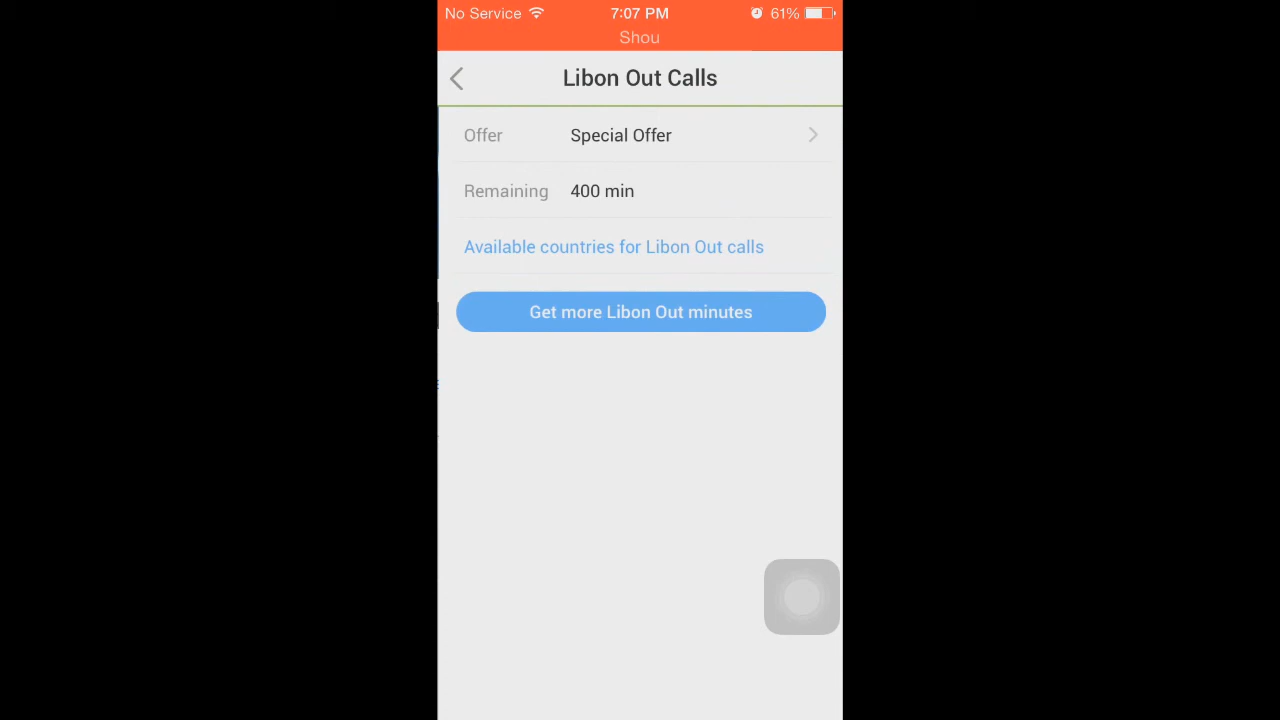 No Service 7:07 PM 61%
Shou
Libon Out Calls
Offer Special Offer
Remaining 400 min
Available countries for Libon Out calls
Get more Libon Out minutes